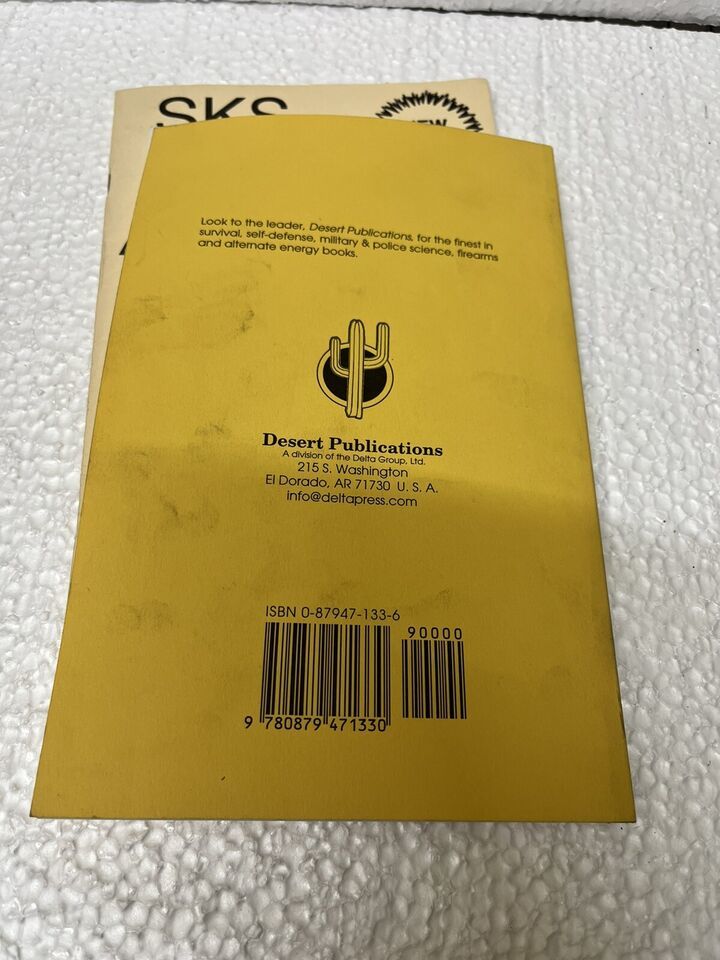 SKS
NEW
Look to the leader, Desert Publications, for the finest in
survival, self-defense, military & police science, firearms
and alternate energy books.
Desert Publications
A division of the Delta Group, Ltd.
215 S. Washington
El Dorado, AR 71730 U. S. A.
info@deltapress.com
ISBN 0-87947-133-6
90000
9 780879 471330